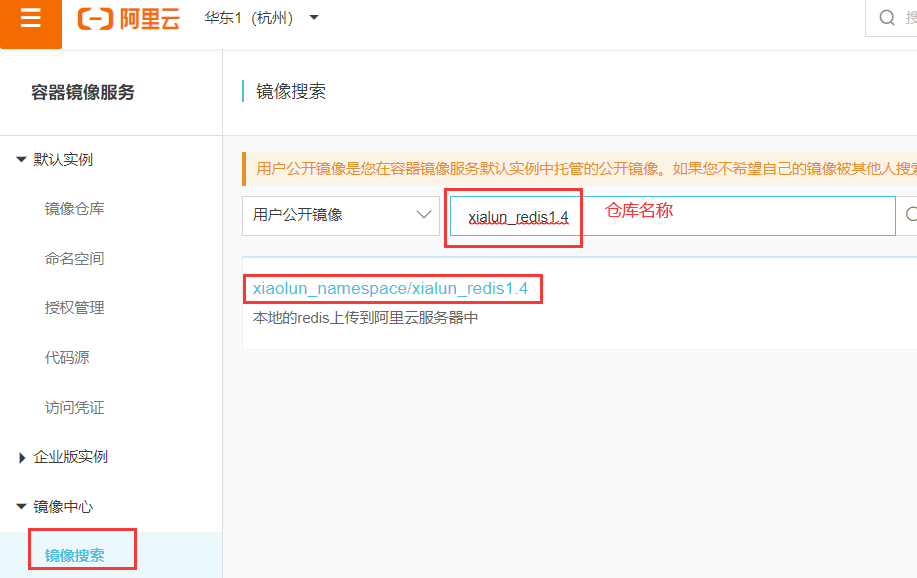 阿里云 华东1（杭州） 搜
容器镜像服务
镜像搜索
默认实例
用户公开镜像是您在容器镜像服务默认实例中托管的公开镜像。如果您不希望自己的镜像被其他人搜索
镜像仓库
用户公开镜像 xialun_redis1.4 仓库名称
命名空间
xiaolun_namespace/xialun_redis1.4
授权管理
本地的redis上传到阿里云服务器中
代码源
访问凭证
企业版实例
镜像中心
镜像搜索